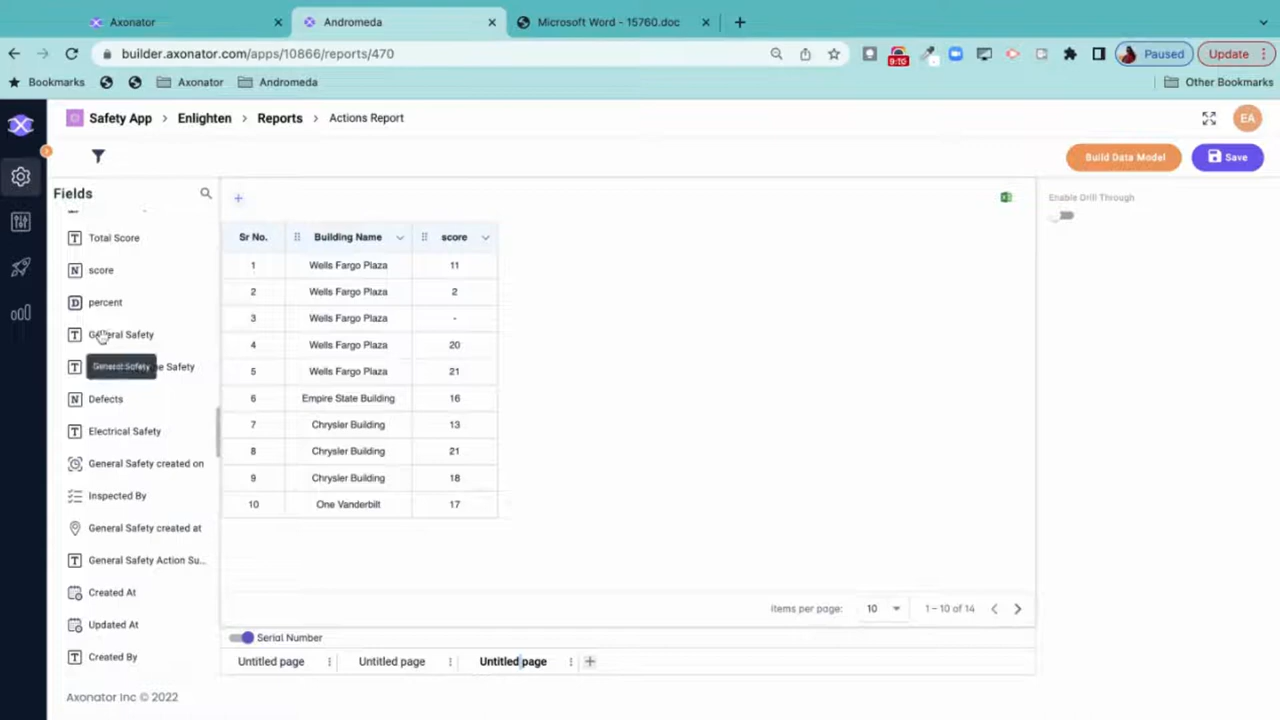 Axonator
Andromeda
Microsoft Word - 15760.doc
builder.axonator.com/apps/10866/reports/470
Paused
Update
Bookmarks
Axonator
Andromeda
Other Bookmarks
Safety App > Enlighten > Reports > Actions Report
EA
Build Data Model
Save
Fields
Enable Drill Through
Total Score
score
percent
General Safety
General Safety
e Safety
Defects
Electrical Safety
General Safety created on
Inspected By
General Safety created at
General Safety Action Su...
Created At
Updated At
Created By
Sr No. Building Name score
1 Wells Fargo Plaza 11
2 Wells Fargo Plaza 2
3 Wells Fargo Plaza -
4 Wells Fargo Plaza 20
5 Wells Fargo Plaza 21
6 Empire State Building 16
7 Chrysler Building 13
8 Chrysler Building 21
9 Chrysler Building 18
10 One Vanderbilt 17
Items per page: 10 1 – 10 of 14
Serial Number
Untitled page Untitled page Untitled page
Axonator Inc © 2022